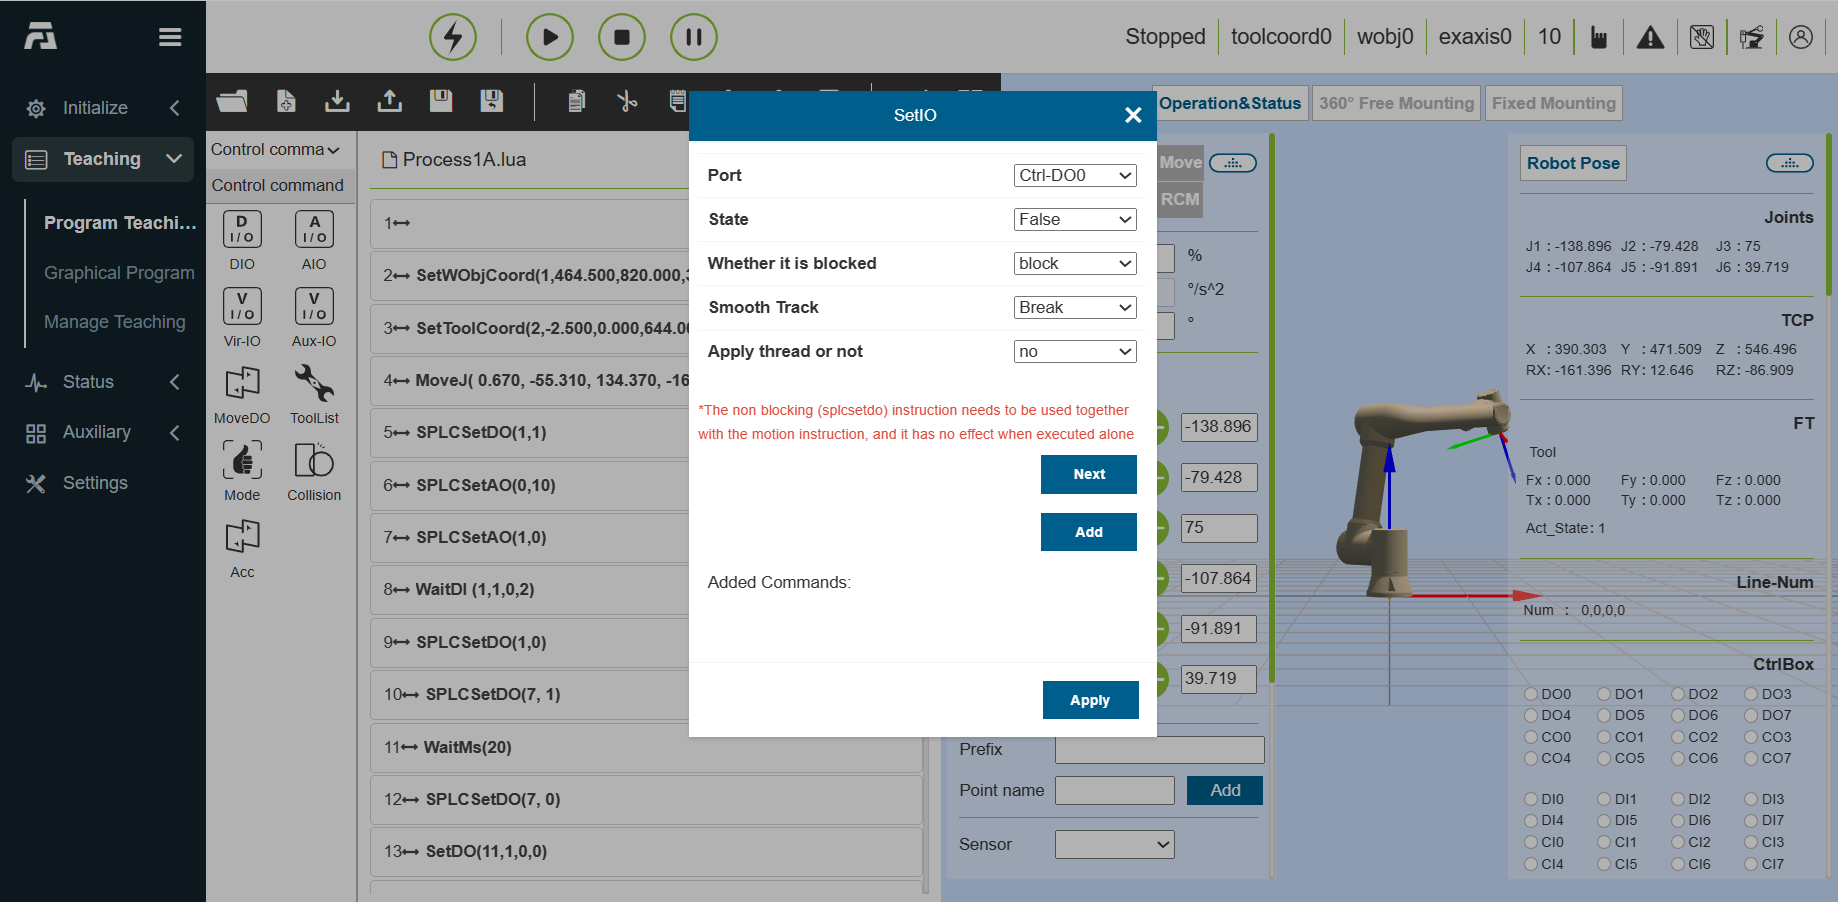 Stopped
toolcoord0
wobj0
exaxis0
10
Initialize
Teaching
Program Teachi...
Graphical Program
Manage Teaching
Status
Auxiliary
Settings
Control comma
Control command
D
I / O
DIO
A
I / O
AIO
V
I / O
Vir-IO
V
I / O
Aux-IO
MoveDO
ToolList
Mode
Collision
Acc
Process1A.lua
1
2 SetWObjCoord(1,464.500,820.000,
3 SetToolCoord(2,-2.500,0.000,644.0
4 MoveJ( 0.670, -55.310, 134.370, -16
5 SPLCSetDO(1,1)
6 SPLCSetAO(0,10)
7 SPLCSetAO(1,0)
8 WaitDI (1,1,0,2)
9 SPLCSetDO(1,0)
10 SPLCSetDO(7, 1)
11 WaitMs(20)
12 SPLCSetDO(7, 0)
13 SetDO(11,1,0,0)
SetIO
Port
Ctrl-DO0
State
False
Whether it is blocked
block
Smooth Track
Break
Apply thread or not
no
*The non blocking (splcsetdo) instruction needs to be used together
with the motion instruction, and it has no effect when executed alone
Next
Add
Added Commands:
Apply
Operation&Status
360° Free Mounting
Fixed Mounting
Move
RCM
%
°/s^2
°
-138.896
-79.428
75
-107.864
-91.891
39.719
Prefix
Point name
Add
Sensor
Robot Pose
Joints
J1 : -138.896 J2 : -79.428 J3 : 75
J4 : -107.864 J5 : -91.891 J6 : 39.719
TCP
X : 390.303 Y : 471.509 Z : 546.496
RX: -161.396 RY: 12.646 RZ: -86.909
FT
Tool
Fx : 0.000 Fy : 0.000 Fz : 0.000
Tx : 0.000 Ty : 0.000 Tz : 0.000
Act_State: 1
Line-Num
Num : 0,0,0,0
CtrlBox
DO0 DO1 DO2 DO3
DO4 DO5 DO6 DO7
CO0 CO1 CO2 CO3
CO4 CO5 CO6 CO7
DI0 DI1 DI2 DI3
DI4 DI5 DI6 DI7
CI0 CI1 CI2 CI3
CI4 CI5 CI6 CI7